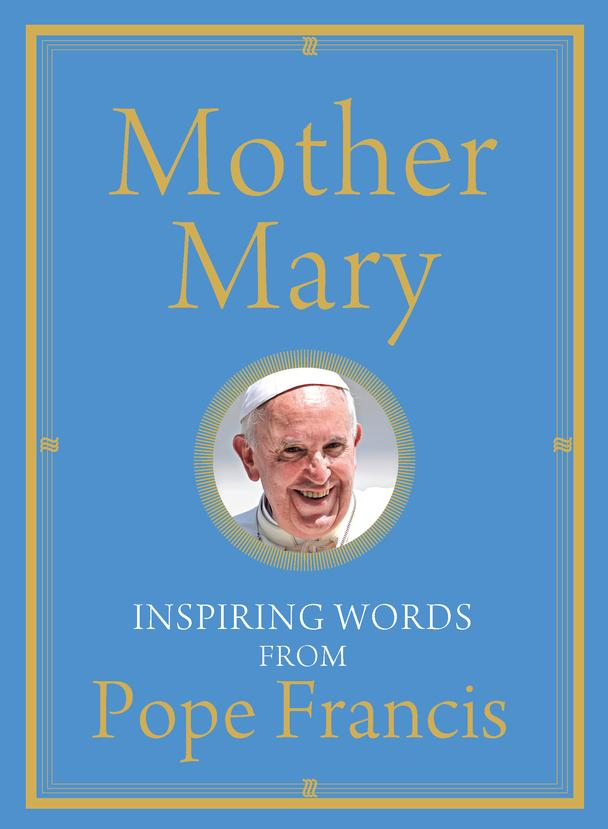 Mother
Mary
INSPIRING WORDS
FROM
Pope Francis